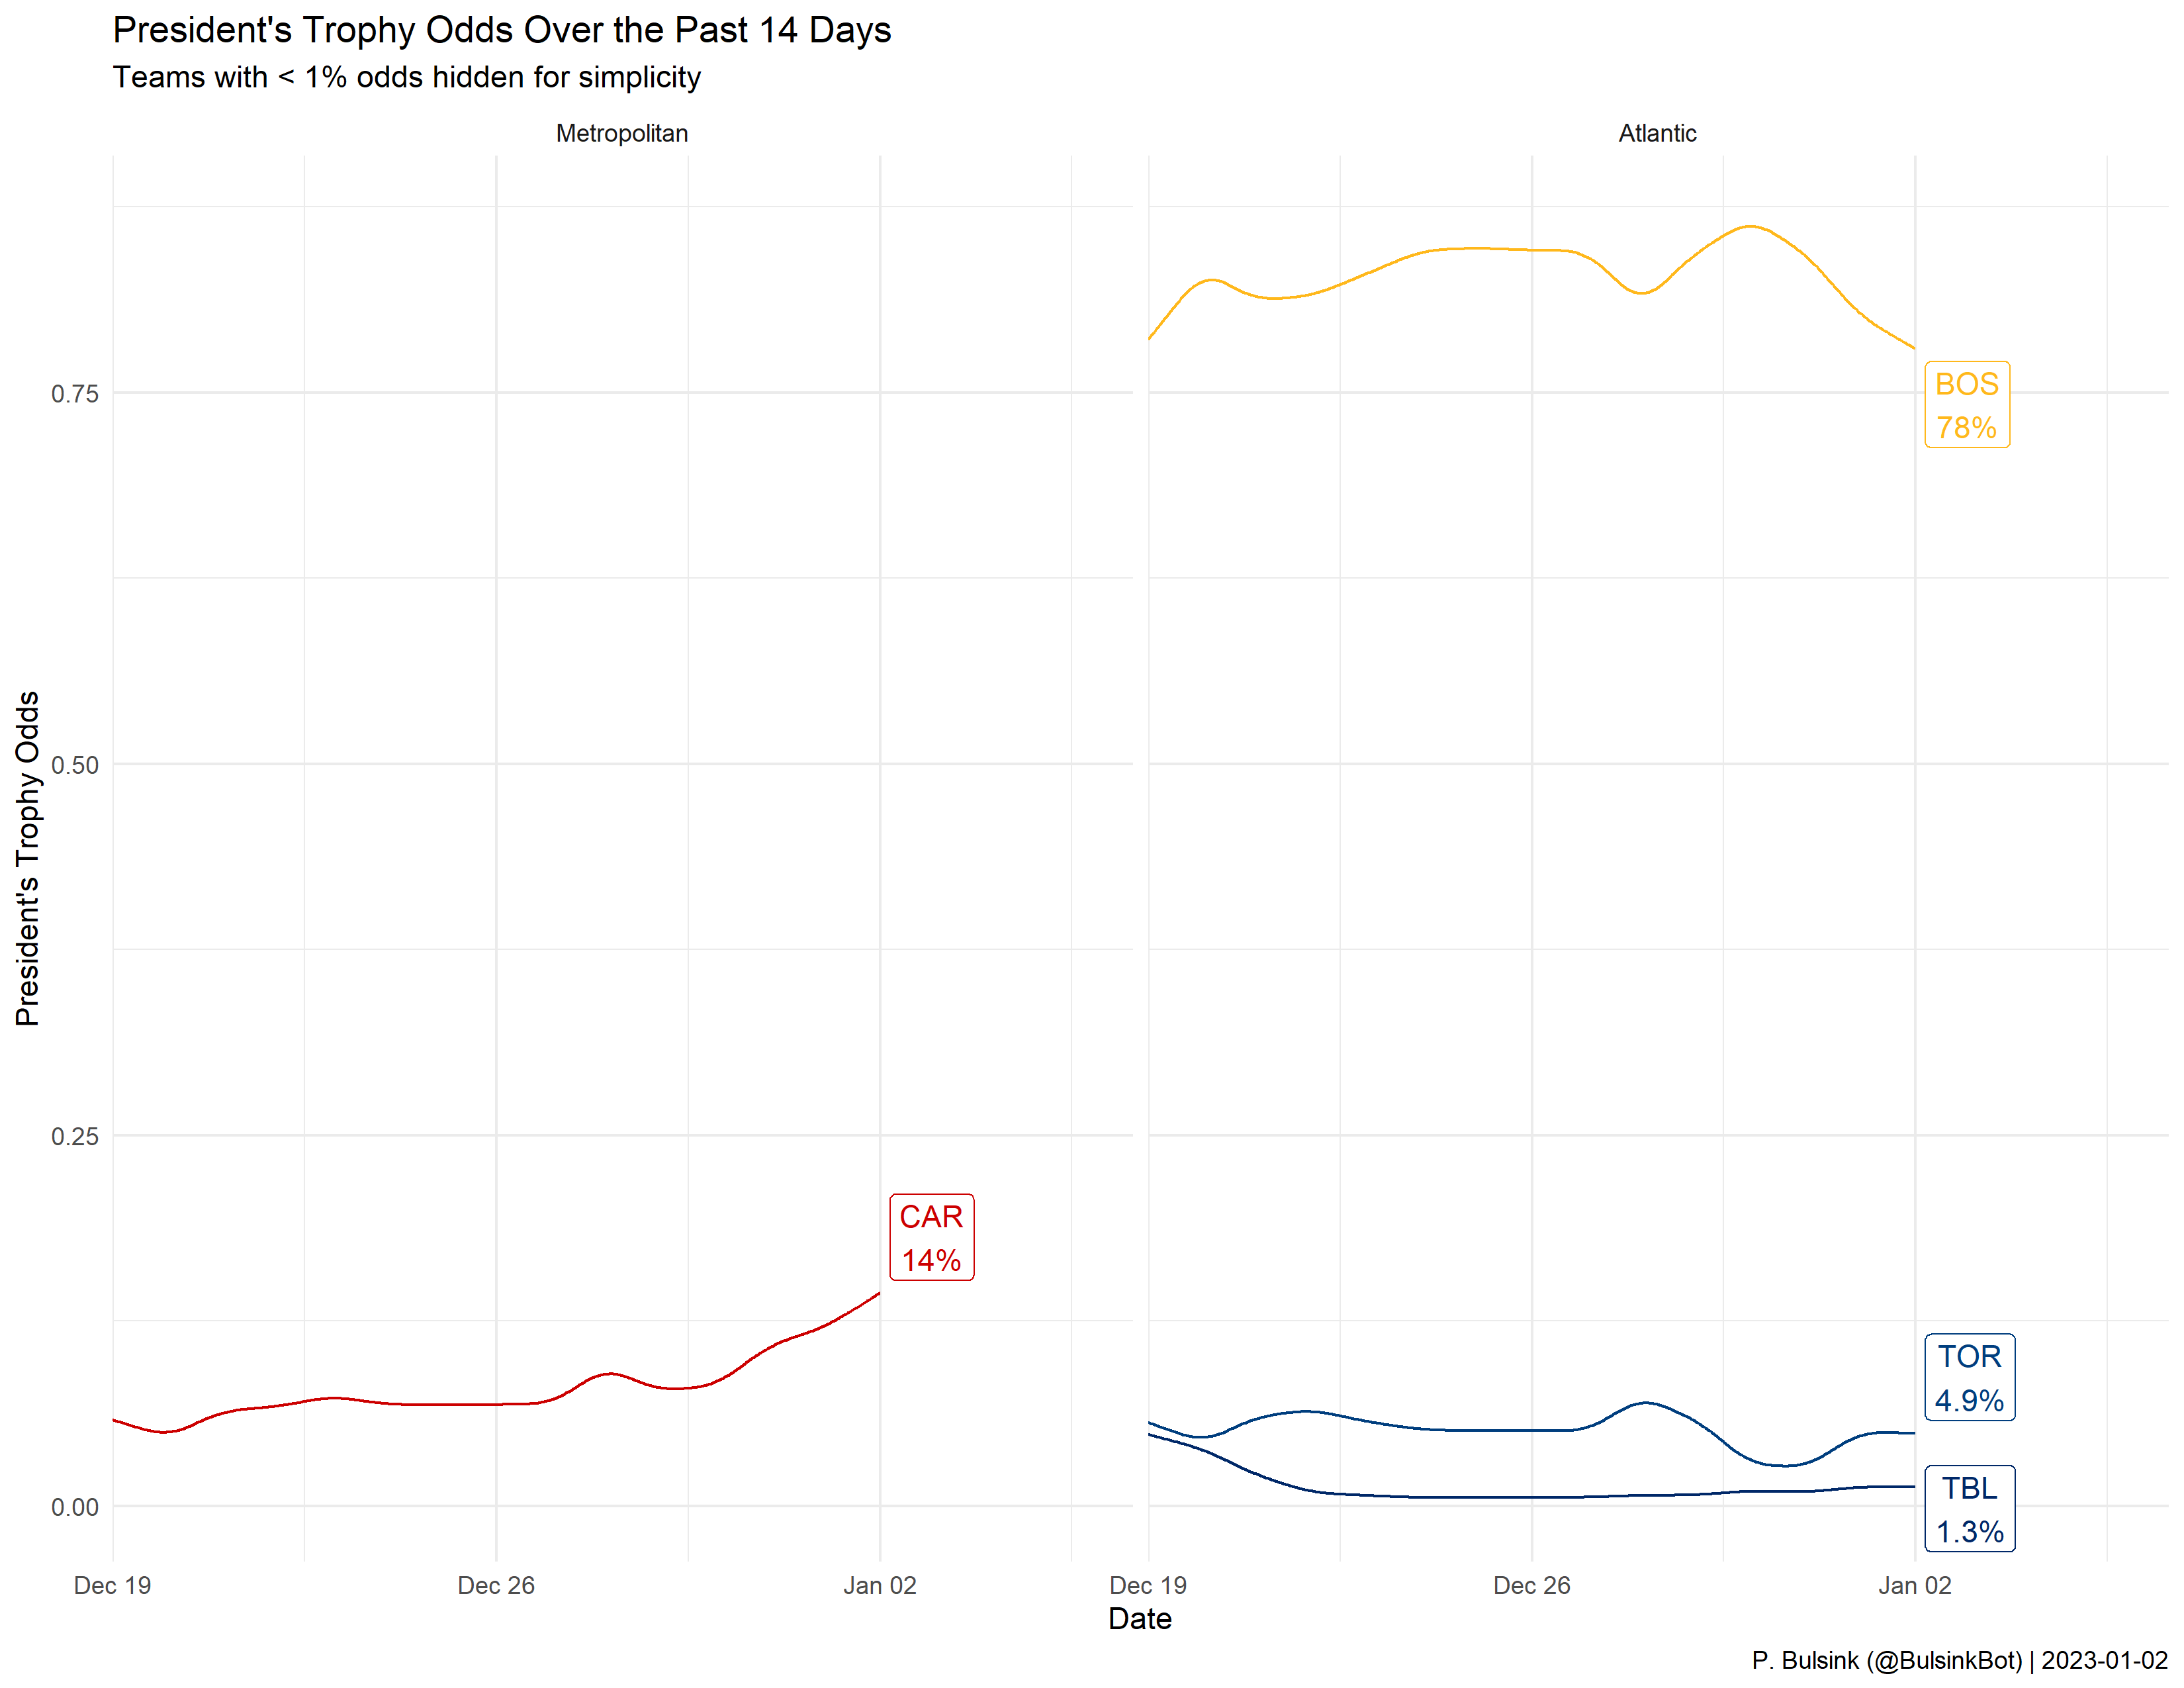 President's Trophy Odds Over the Past 14 Days
Teams with < 1% odds hidden for simplicity
Metropolitan
Atlantic
President's Trophy Odds
0.75
0.50
0.25
0.00
CAR
14%
BOS
78%
TOR
4.9%
TBL
1.3%
Dec 19
Dec 26
Jan 02
Dec 19
Dec 26
Jan 02
Date
P. Bulsink (@BulsinkBot) | 2023-01-02